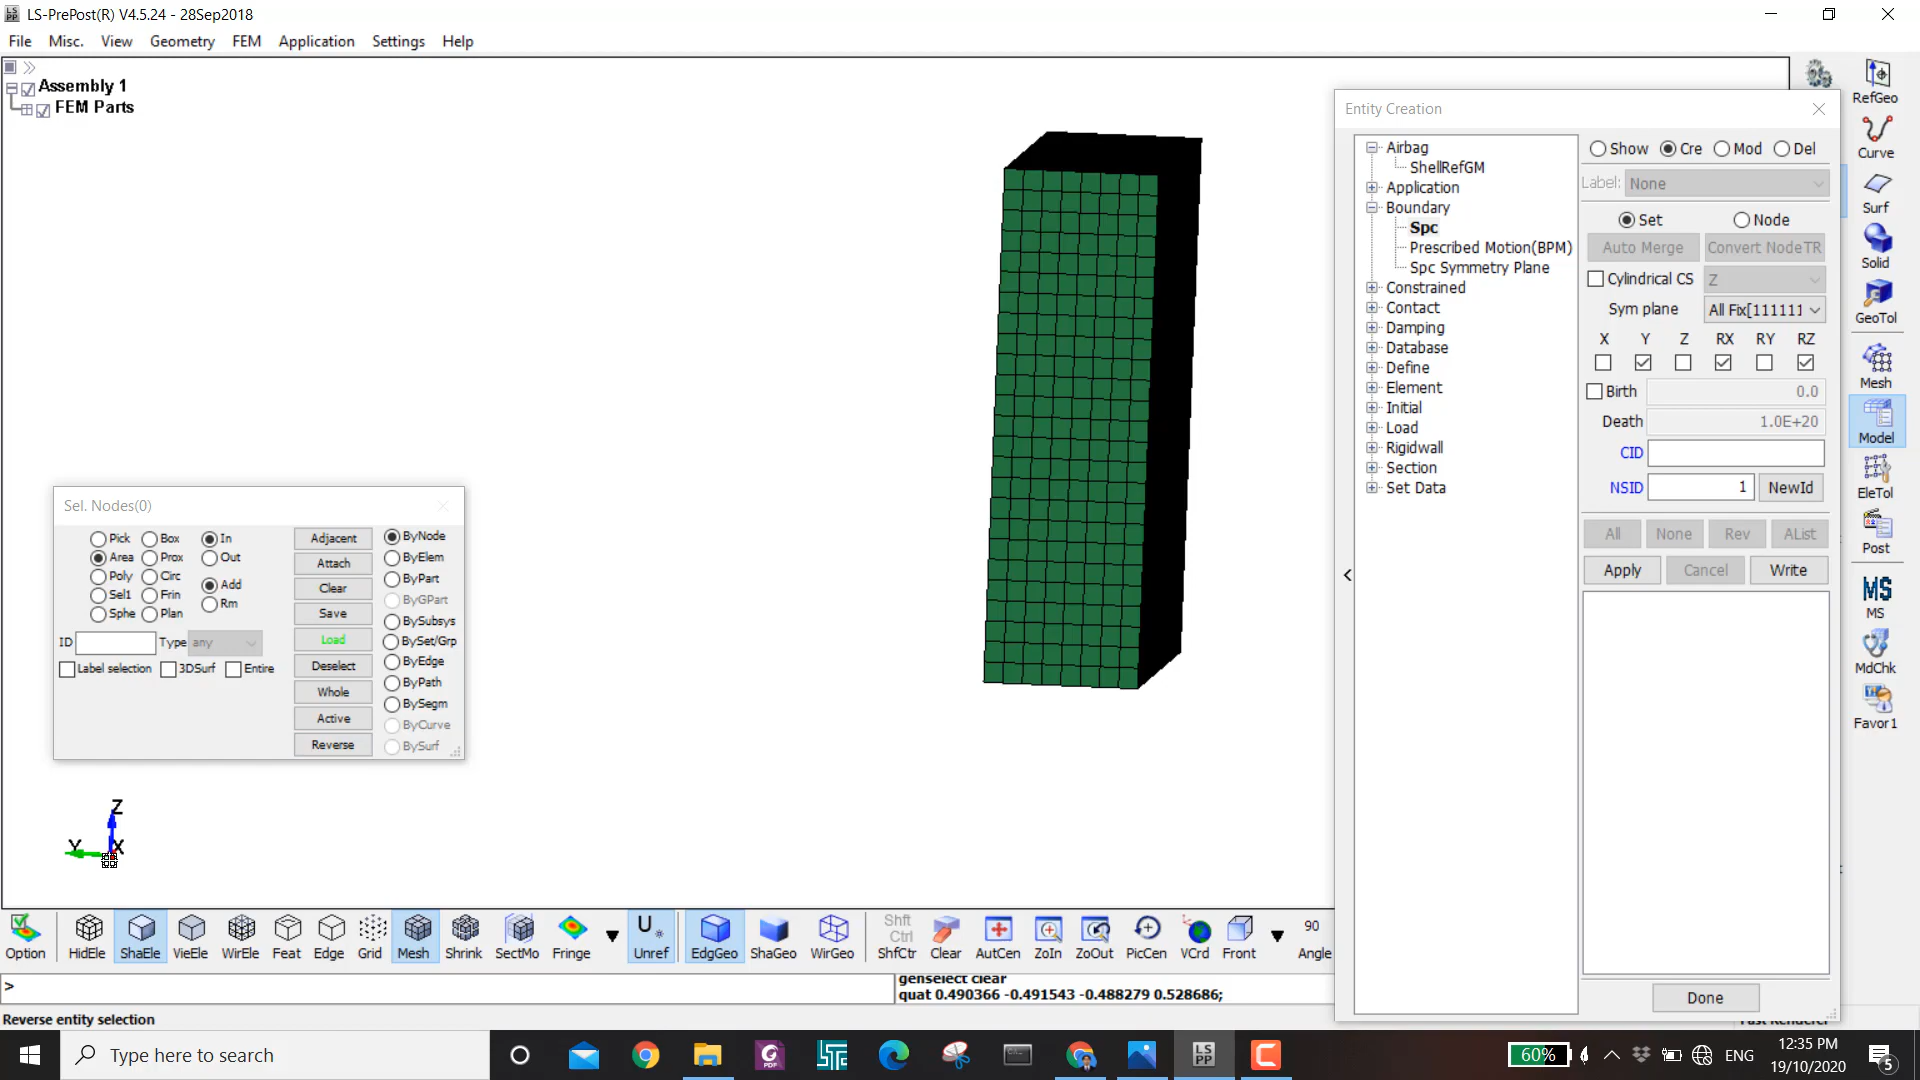 LS-PrePost(R) V4.5.24 - 28Sep2018
File Misc. View Geometry FEM Application Settings Help
Assembly 1
FEM Parts
Entity Creation
Airbag
ShellRefGM
Application
Boundary
Spc
Prescribed Motion(BPM)
Spc Symmetry Plane
Constrained
Contact
Damping
Database
Define
Element
Initial
Load
Rigidwall
Section
Set Data
Show Cre Mod Del
Label: None
Set Node
Auto Merge Convert NodeTR
Cylindrical CS Z
Sym plane All Fix[111111
X Y Z RX RY RZ
Birth 0.0
Death 1.0E+20
CID
NSID 1 NewId
All None Rev AList
Apply Cancel Write
Done
RefGeo
Curve
Surf
Solid
GeoTol
Mesh
Model
EleTol
Post
MS
MS
MdChk
Favor1
Sel. Nodes(0)
Pick Box In Adjacent ByNode
Area Prox Out Attach ByElem
Poly Circ Add Clear ByPart
Sel1 Frin Rm Save ByGPart
Sphe Plan BySubsys
ID Type any Load BySet/Grp
Label selection 3DSurf Entire Deselect ByEdge
Whole ByPath
Active BySegm
Reverse ByCurve
BySurf
Z
Y X
Shft
Ctrl
U
90
Option HidEle ShaEle VieEle WirEle Feat Edge Grid Mesh Shrink SectMo Fringe Unref EdgGeo ShaGeo WirGeo ShfCtr Clear AutCen ZoIn ZoOut PicCen VCrd Front Angle
>
genselect clear
quat 0.490366 -0.491543 -0.488279 0.528686;
Reverse entity selection
Fast Renderer
Type here to search
PDF
LS
PP
60%
ENG
12:35 PM
19/10/2020
5